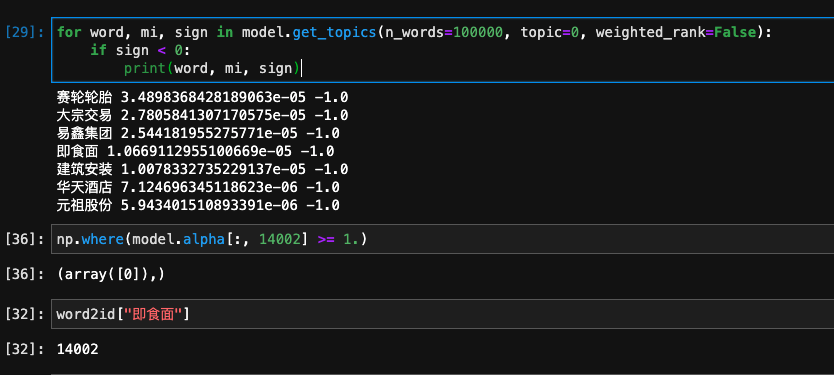 [29]: for word, mi, sign in model.get_topics(n_words=100000, topic=0, weighted_rank=False):
if sign < 0:
print(word, mi, sign)
赛轮轮胎 3.4898368428189063e-05 -1.0
大宗交易 2.7805841307170575e-05 -1.0
易鑫集团 2.544181955275771e-05 -1.0
即食面 1.0669112955100669e-05 -1.0
建筑安装 1.0078332735229137e-05 -1.0
华天酒店 7.124696345118623e-06 -1.0
元祖股份 5.943401510893391e-06 -1.0
[36]: np.where(model.alpha[:, 14002] >= 1.)
[36]: (array([0]),)
[32]: word2id["即食面"]
[32]: 14002